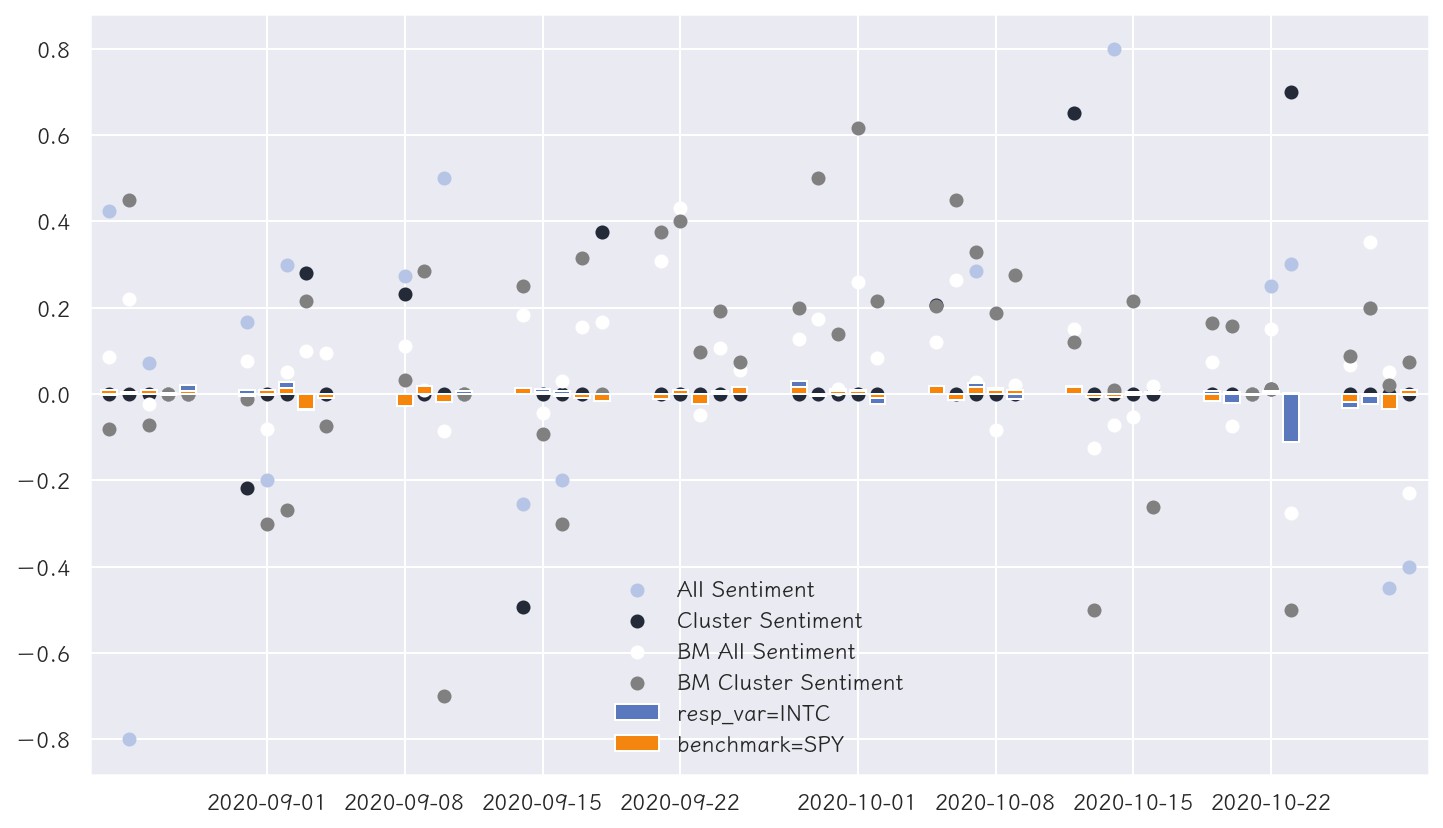 0.8
0.6
0.4
0.2
0.0
−0.2
−0.4
−0.6
−0.8
All Sentiment
Cluster Sentiment
BM All Sentiment
BM Cluster Sentiment
resp_var=INTC
benchmark=SPY
2020-09-01 2020-09-08 2020-09-15 2020-09-22 2020-10-01 2020-10-08 2020-10-15 2020-10-22